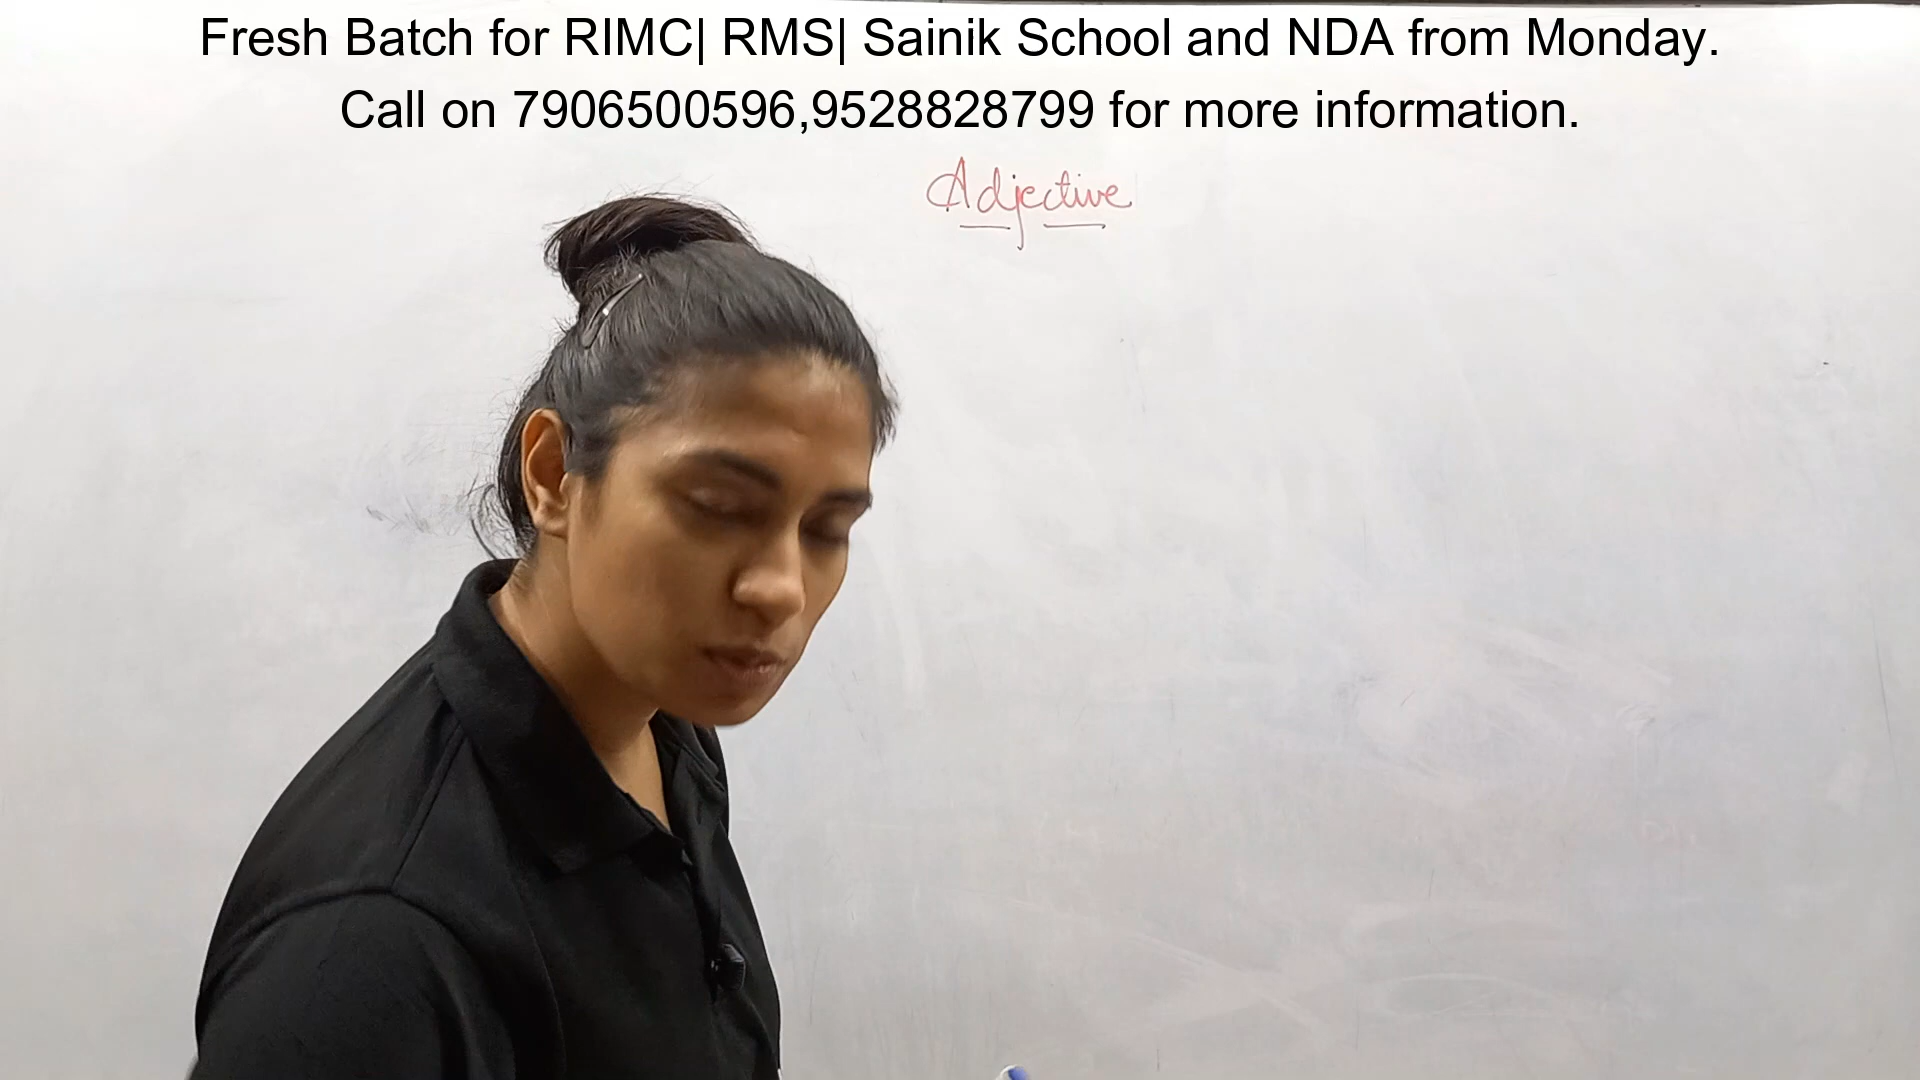 Fresh Batch for RIMC| RMS| Sainik School and NDA from Monday.
Call on 7906500596,9528828799 for more information.
Adjective